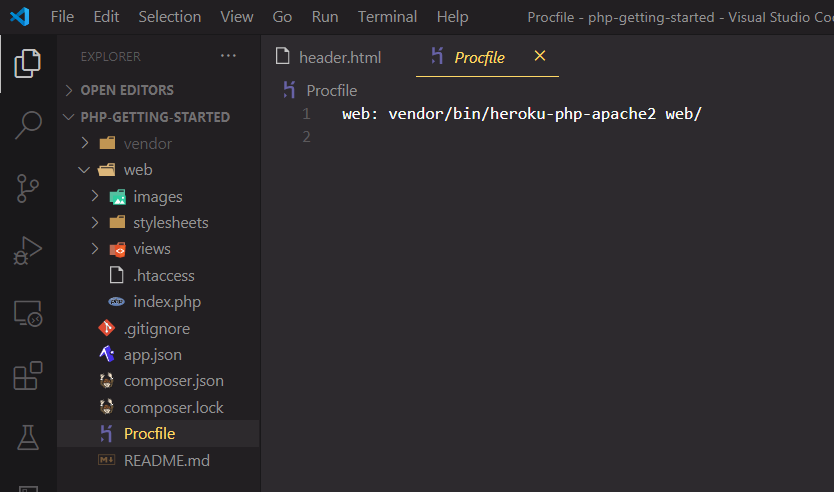 File Edit Selection View Go Run Terminal Help Procfile - php-getting-started - Visual Studio Co
EXPLORER ···
OPEN EDITORS
PHP-GETTING-STARTED
vendor
web
images
stylesheets
views
.htaccess
index.php
.gitignore
app.json
composer.json
composer.lock
Procfile
README.md
header.html Procfile
Procfile
1 web: vendor/bin/heroku-php-apache2 web/
2